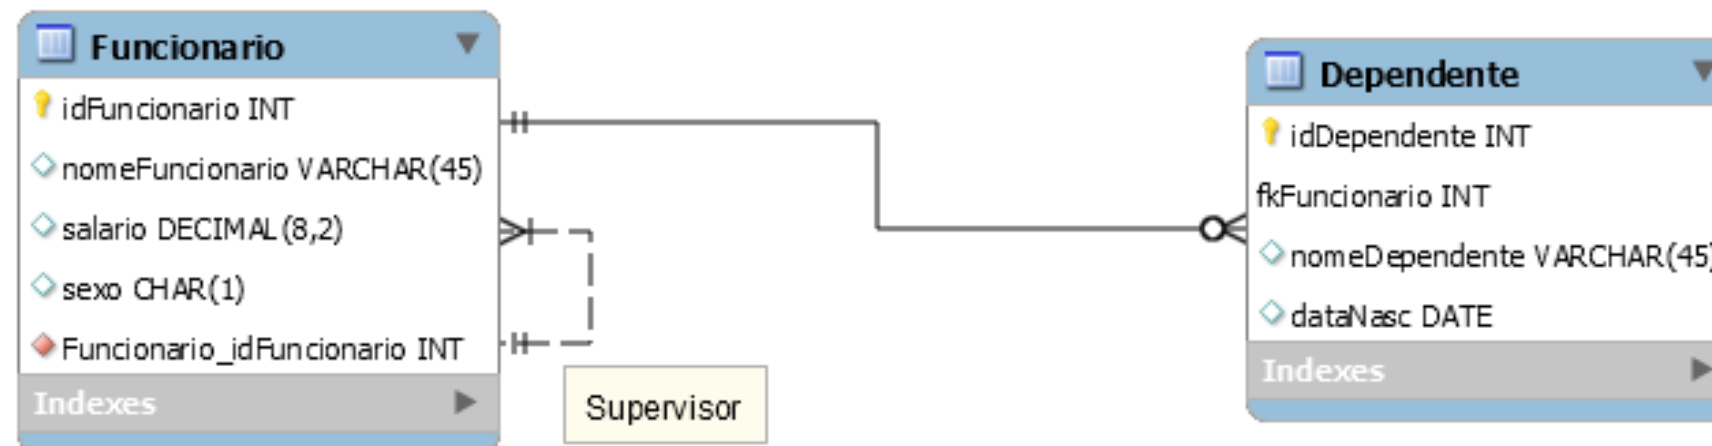 Funcionario
idFuncionario INT
nomeFuncionario VARCHAR(45)
salario DECIMAL(8,2)
sexo CHAR(1)
Funcionario_idFuncionario INT
Indexes
Supervisor
Dependente
idDependente INT
fkFuncionario INT
nomeDependente VARCHAR(45)
dataNasc DATE
Indexes